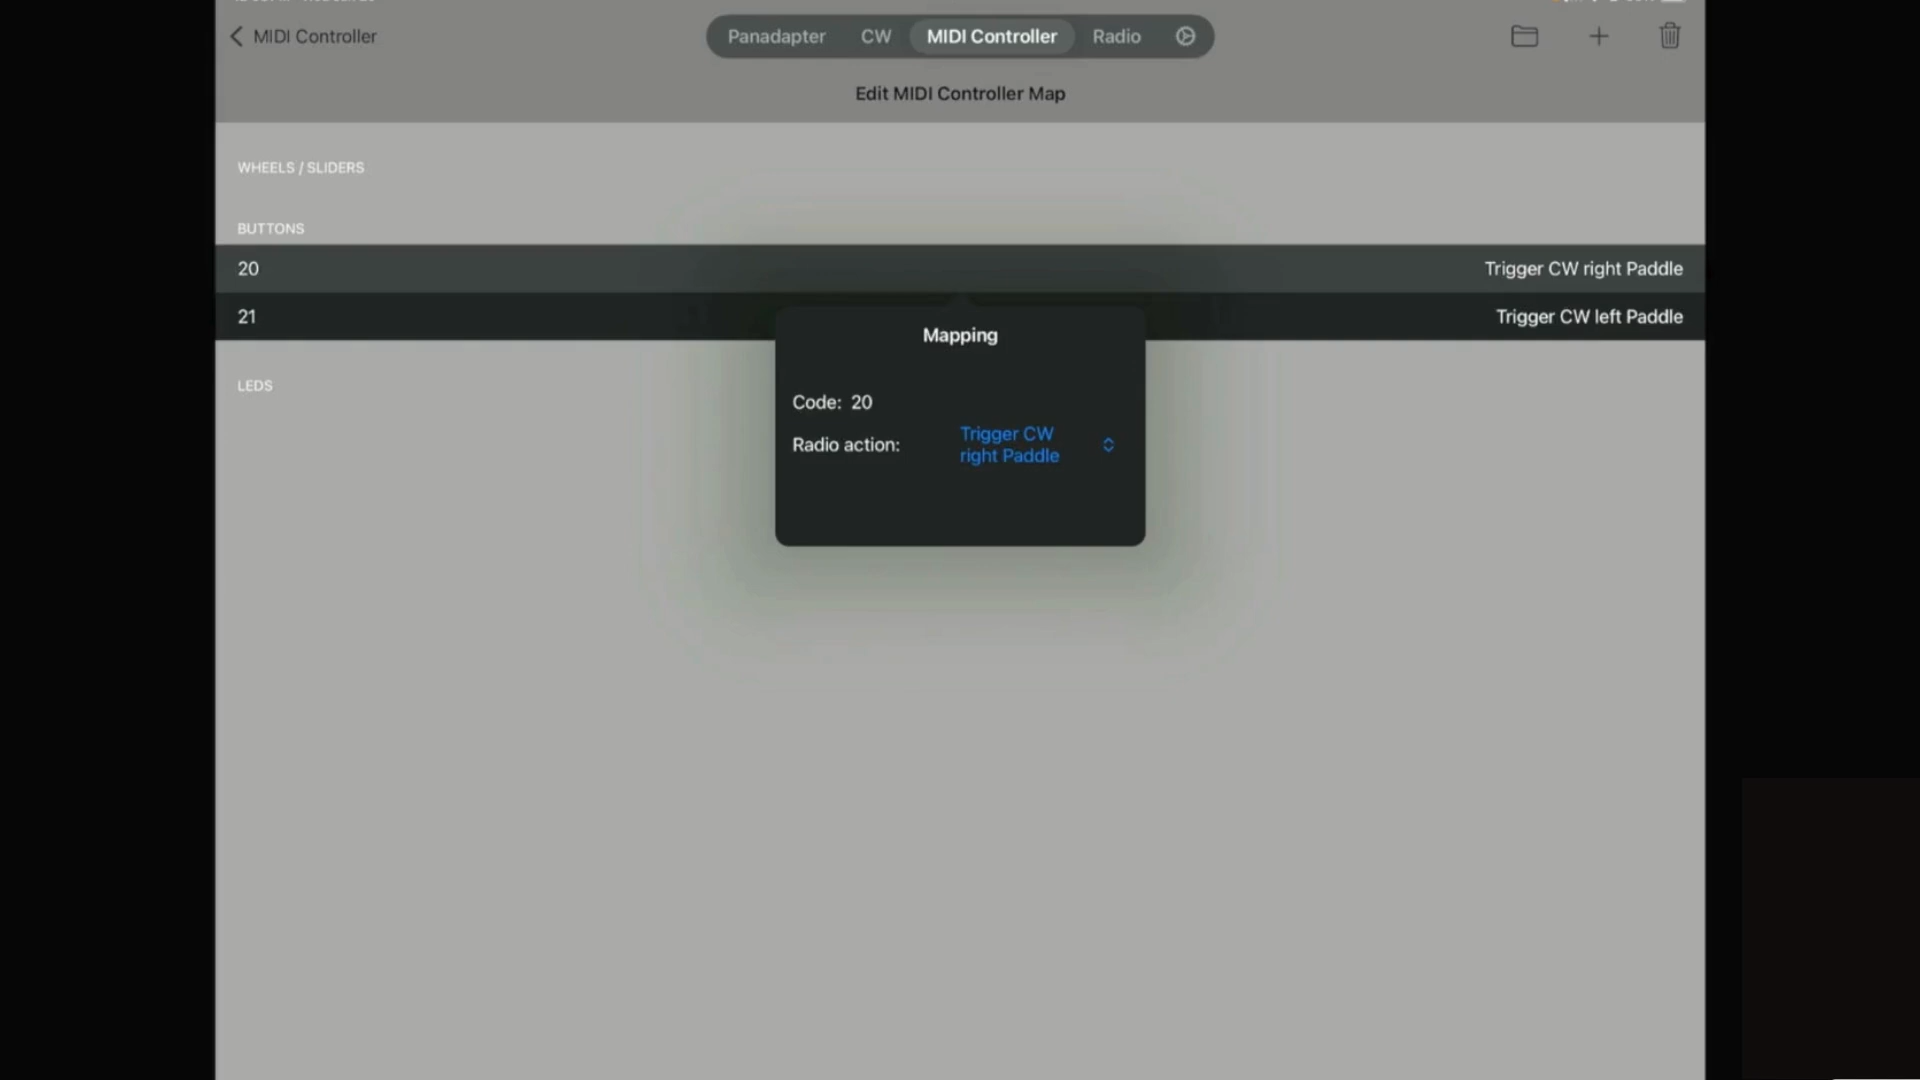 MIDI Controller
Panadapter CW MIDI Controller Radio
Edit MIDI Controller Map
WHEELS / SLIDERS
BUTTONS
20 Trigger CW right Paddle
21 Trigger CW left Paddle
Mapping
Code: 20
Radio action: Trigger CW
right Paddle
LEDS